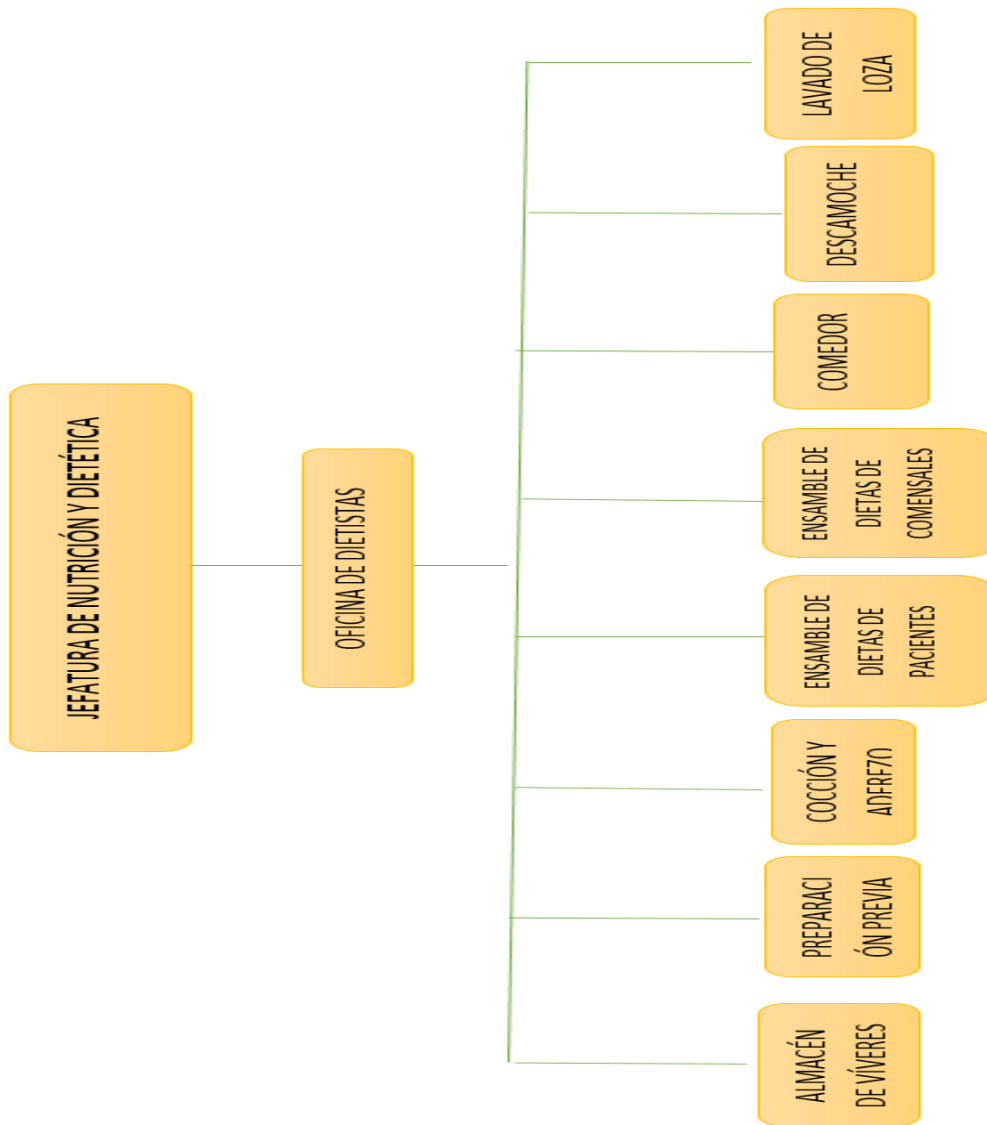 JEFATURA DE NUTRICIÓN Y DIETÉTICA
OFICINA DE DIETISTAS
ALMACÉN
DE VÍVERES
PREPARACI
ÓN PREVIA
COCCIÓN Y
ADEREZO
ENSAMBLE DE
DIETAS DE
PACIENTES
ENSAMBLE DE
DIETAS DE
COMENSALES
COMEDOR
DESCAMOCHE
LAVADO DE
LOZA